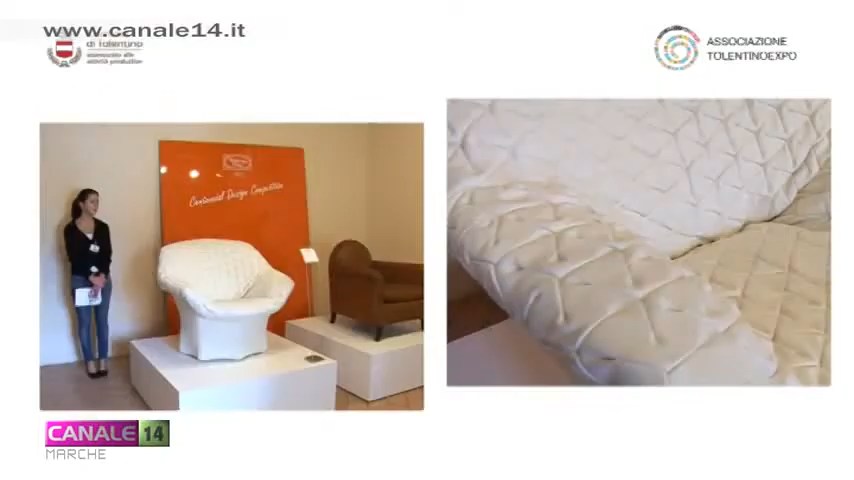 www.canale14.it
di Tolentino
ASSOCIAZIONE
TOLENTINOEXPO
Centennial Design Competition
CANALE 14
MARCHE